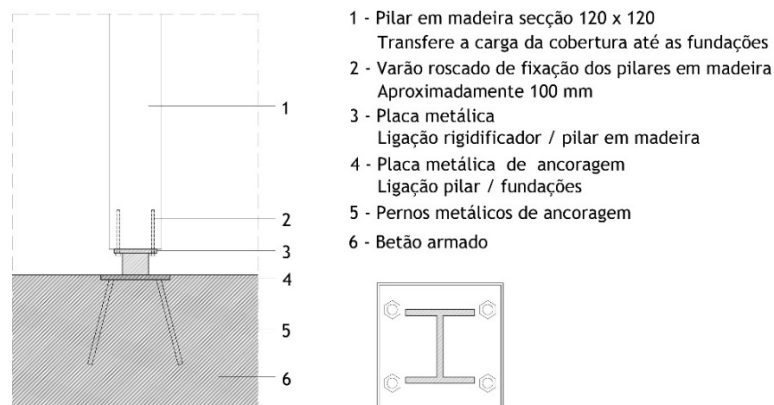 1 - Pilar em madeira secção 120 x 120
Transfere a carga da cobertura até as fundações
2 - Varão roscado de fixação dos pilares em madeira
Aproximadamente 100 mm
3 - Placa metálica
Ligação rigidificador / pilar em madeira
4 - Placa metálica de ancoragem
Ligação pilar / fundações
5 - Pernos metálicos de ancoragem
6 - Betão armado
1
2
3
4
5
6